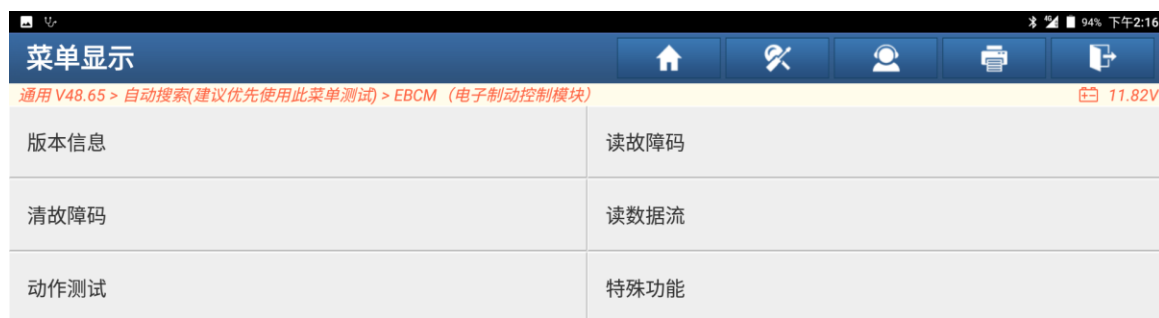 4G 94% 下午2:16
菜单显示
通用 V48.65 > 自动搜索(建议优先使用此菜单测试) > EBCM（电子制动控制模块） 11.82V
版本信息 读故障码
清故障码 读数据流
动作测试 特殊功能